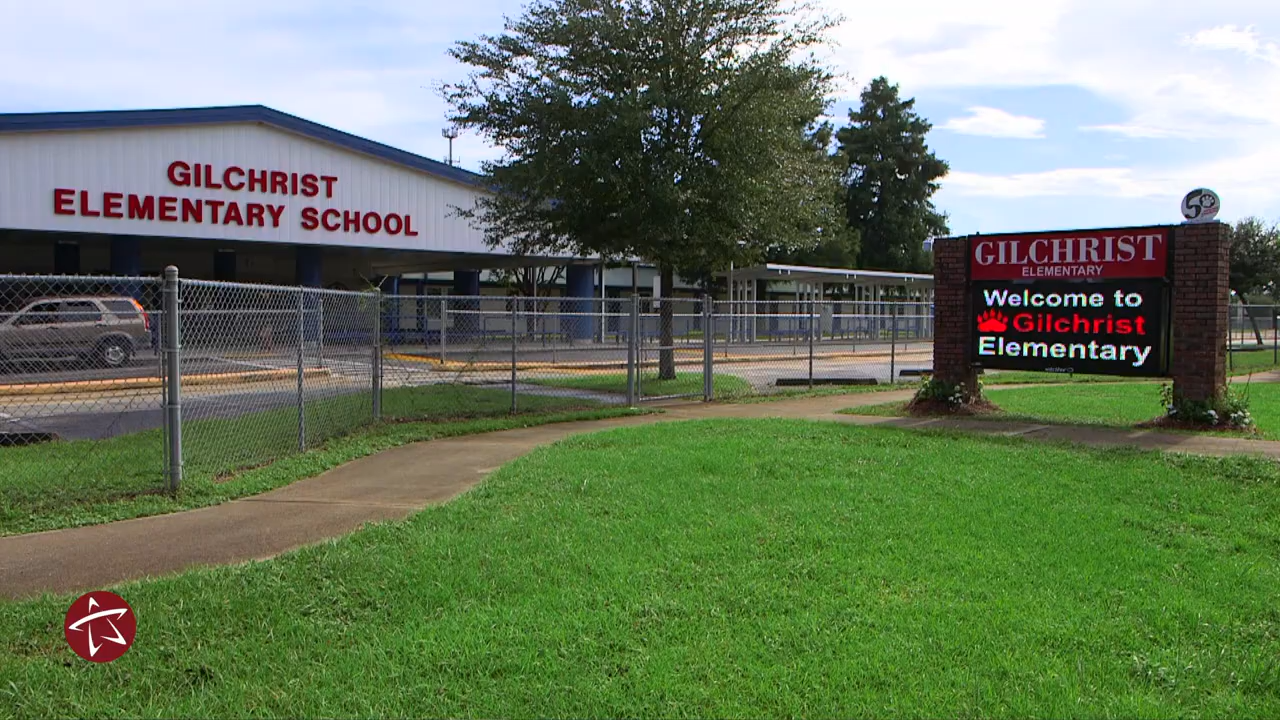 GILCHRIST
ELEMENTARY SCHOOL
50
GILCHRIST
ELEMENTARY
Welcome to
Gilchrist
Elementary